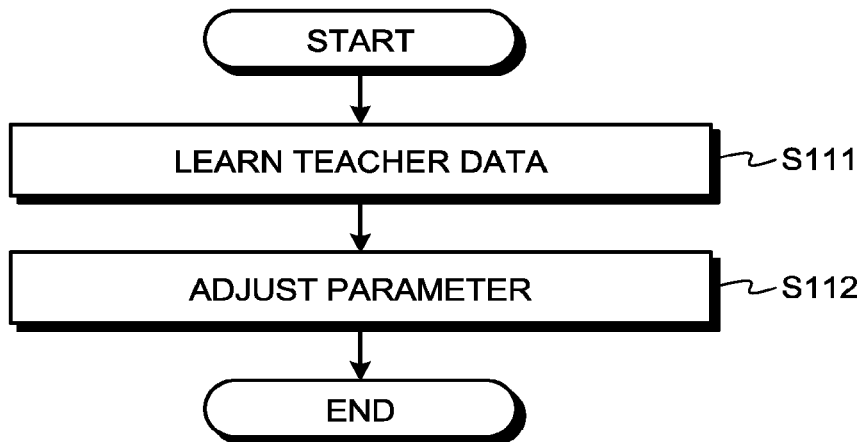 START
LEARN TEACHER DATA
S111
ADJUST PARAMETER
S112
END